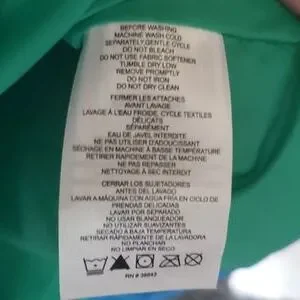 BEFORE WASHING
MACHINE WASH COLD
SEPARATELY, GENTLE CYCLE
DO NOT BLEACH
DO NOT USE FABRIC SOFTENER
TUMBLE DRY LOW
REMOVE PROMPTLY
DO NOT IRON
DO NOT DRY CLEAN
FERMER LES ATTACHES
AVANT LAVAGE
LAVAGE À L'EAU FROIDE, CYCLE TEXTILES
DÉLICATS
SÉPARÉMENT
EAU DE JAVEL INTERDITE
NE PAS UTILISER D'ADOUCISSANT
SÉCHAGE EN MACHINE À BASSE TEMPÉRATURE
RETIRER RAPIDEMENT DE LA MACHINE
NE PAS REPASSER
NETTOYAGE À SEC INTERDIT
CERRAR LOS SUJETADORES
ANTES DEL LAVADO
LAVAR A MÁQUINA CON AGUA FRÍA EN CICLO DE
PRENDAS DELICADAS
LAVAR POR SEPARADO
NO USAR BLANQUEADOR
NO UTILIZAR SUAVIZANTES
SECADO A BAJA TEMPERATURA
RETIRAR RÁPIDAMENTE DE LA LAVADORA
NO PLANCHAR
NO LIMPIAR EN SECO